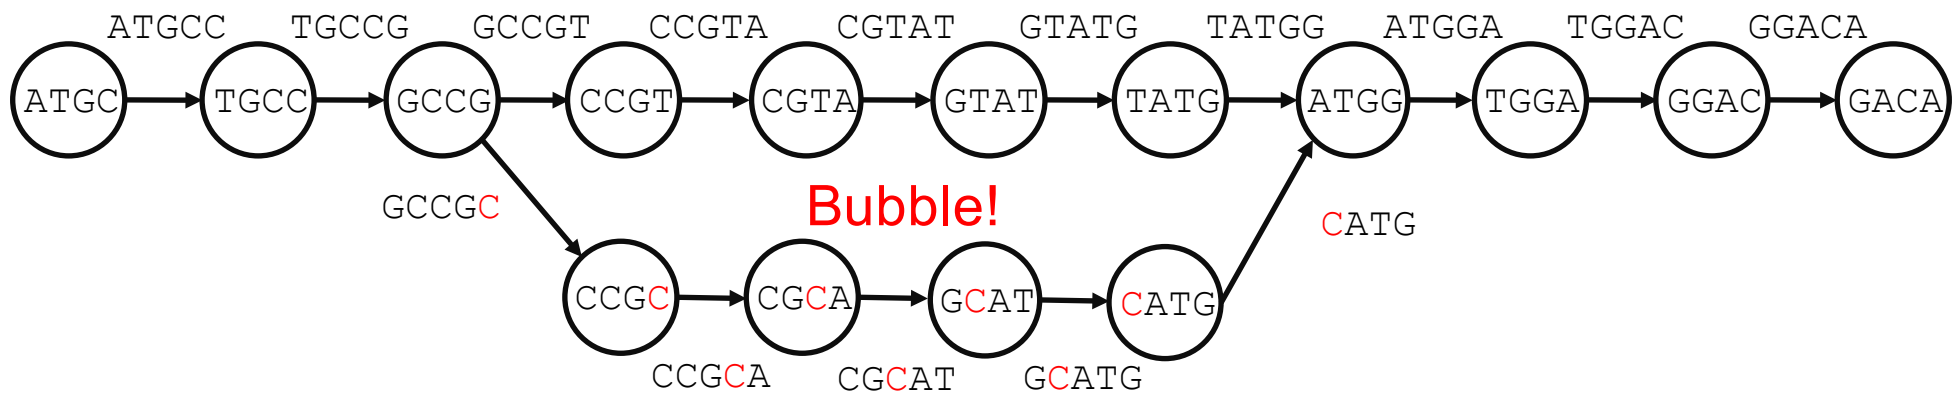 ATGCC TGCCG GCCGT CCGTA CGTAT GTATG TATGG ATGGA TGGAC GGACA
ATGC TGCC GCCG CCGT CGTA GTAT TATG ATGG TGGA GGAC GACA
GCCGC Bubble! CATG
CCGC CGCA GCAT CATG
CCGCA CGCAT GCATG